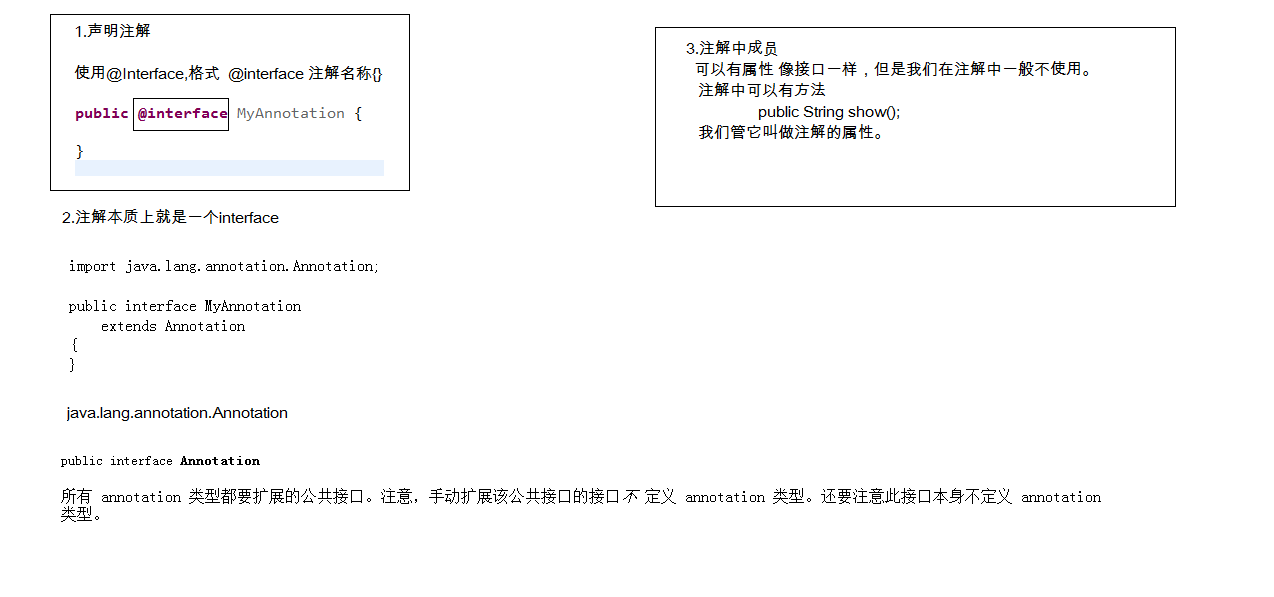 1.声明注解
使用@Interface,格式 @interface 注解名称{}
public @interface MyAnnotation {
}
2.注解本质上就是一个interface
import java.lang.annotation.Annotation;
public interface MyAnnotation
extends Annotation
{
}
java.lang.annotation.Annotation
public interface Annotation
所有 annotation 类型都要扩展的公共接口。注意，手动扩展该公共接口的接口不 定义 annotation 类型。还要注意此接口本身不定义 annotation
类型。
3.注解中成员
可以有属性 像接口一样，但是我们在注解中一般不使用。
注解中可以有方法
public String show();
我们管它叫做注解的属性。